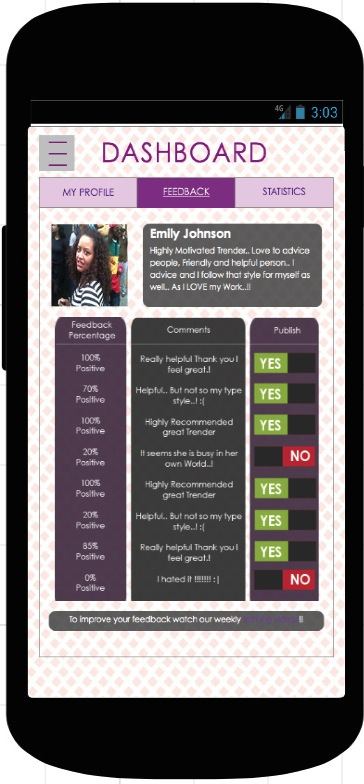 4G 3:03
DASHBOARD
MY PROFILE FEEDBACK STATISTICS
Emily Johnson
Highly Motivated Trender.. Love to advice
people, Friendly and helpful person.. I
advice and I follow that style for myself as
well.. As I LOVE my Work..!!
Feedback
Percentage
Comments
Publish
100%
Positive
Really helpful Thank you I
feel great.!
YES
70%
Positive
Helpful.. But not so my type
style..! :(
YES
100%
Positive
Highly Recommended
great Trender
YES
20%
Positive
It seems she is busy in her
own World..!
NO
100%
Positive
Highly Recommended
great Trender
YES
20%
Positive
Helpful.. But not so my type
style..! :(
YES
85%
Positive
Really helpful Thank you I
feel great.!
YES
0%
Positive
I hated it !!!!!!!! :|
NO
To improve your feedback watch our weekly